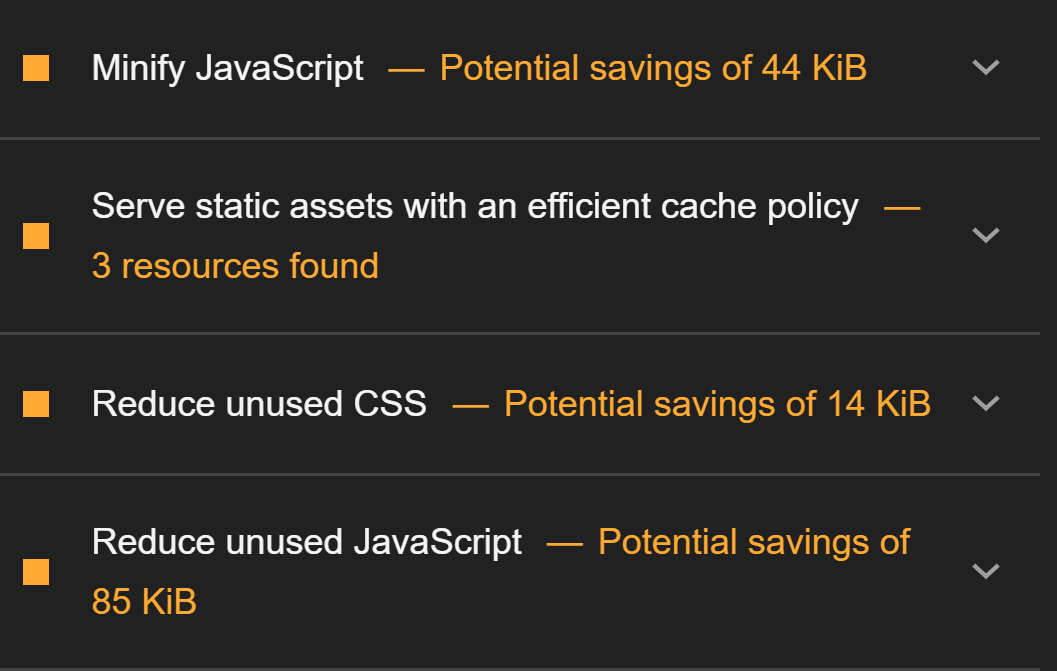 Minify JavaScript — Potential savings of 44 KiB
Serve static assets with an efficient cache policy —
3 resources found
Reduce unused CSS — Potential savings of 14 KiB
Reduce unused JavaScript — Potential savings of
85 KiB